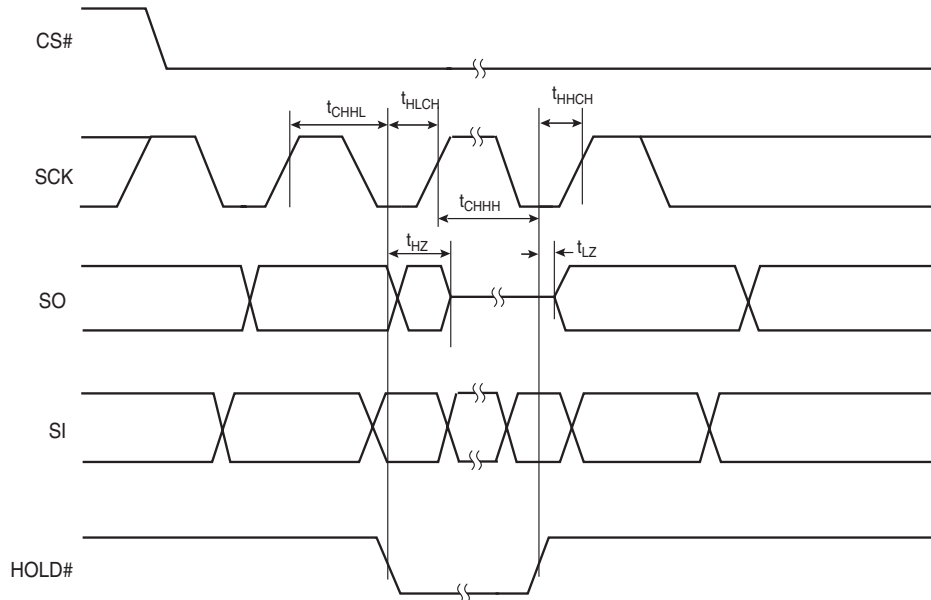 CS#
tCHHL
tHLCH
tHHCH
SCK
tCHHH
tHZ
tLZ
SO
SI
HOLD#